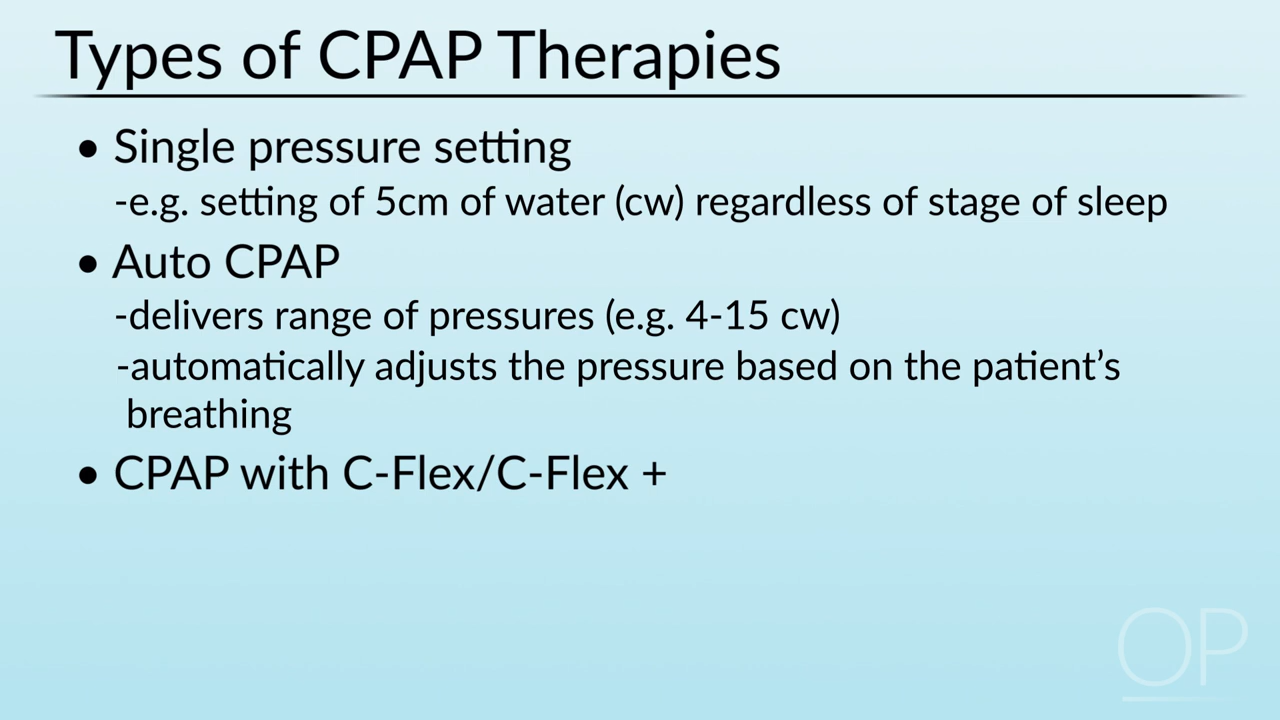 Types of CPAP Therapies
• Single pressure setting
-e.g. setting of 5cm of water (cw) regardless of stage of sleep
• Auto CPAP
-delivers range of pressures (e.g. 4-15 cw)
-automatically adjusts the pressure based on the patient’s
breathing
• CPAP with C-Flex/C-Flex +
OP